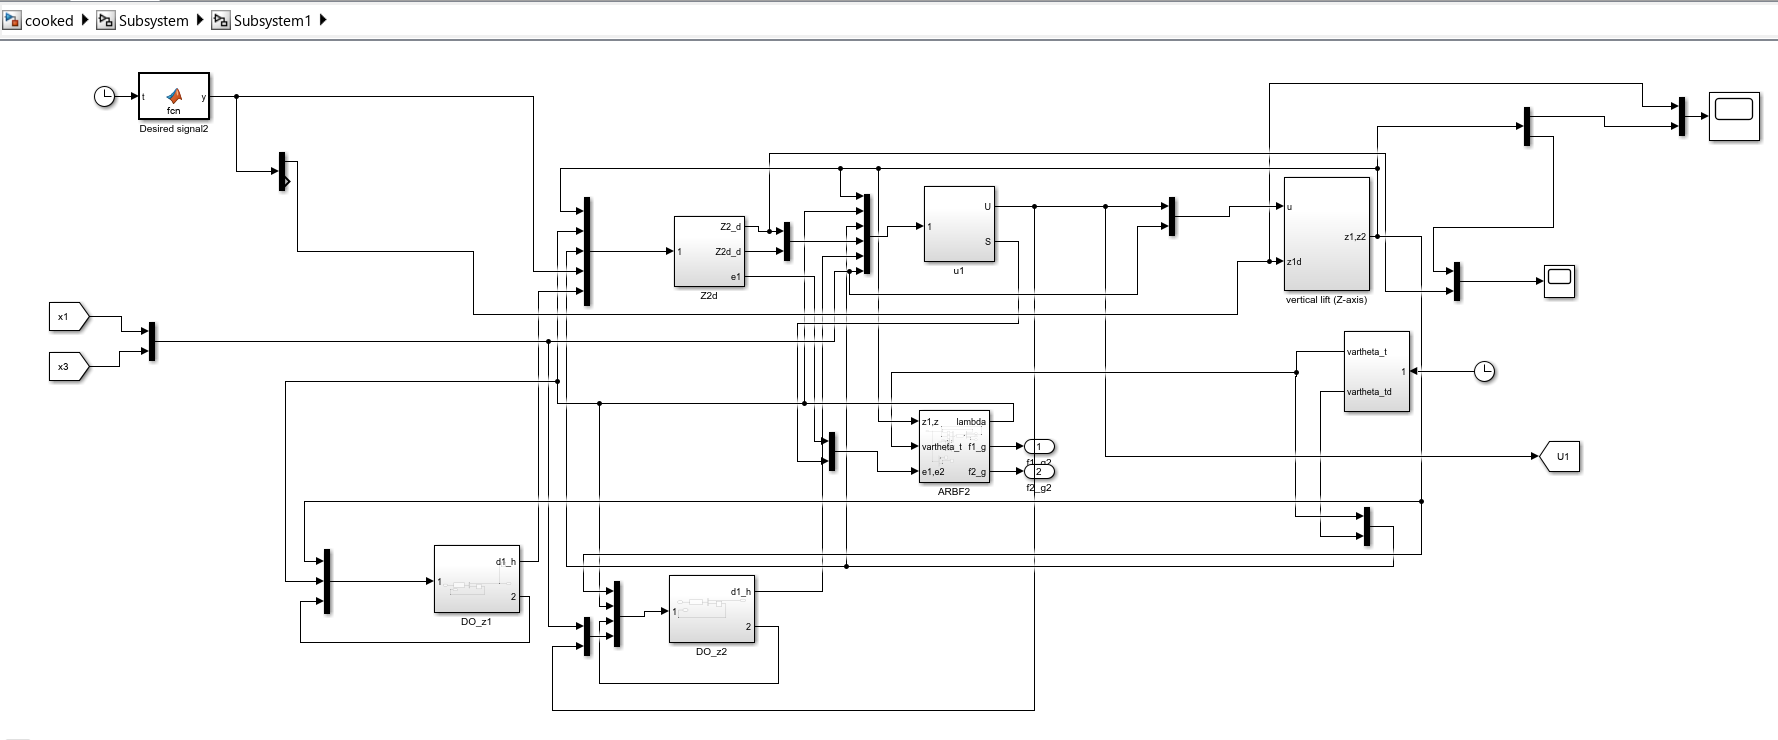 cooked Subsystem Subsystem1
t fcn y
Desired signal2
1
Z2_d
Z2d_d
e1
Z2d
1
U
S
u1
u
z1d
z1,z2
vertical lift (Z-axis)
x1
x3
vartheta_t
vartheta_td
1
z1,z
vartheta_t
e1,e2
lambda
f1_g
f2_g
ARBF2
1
2
f2_g2
U1
1
d1_h
2
DO_z1
1
d1_h
2
DO_z2